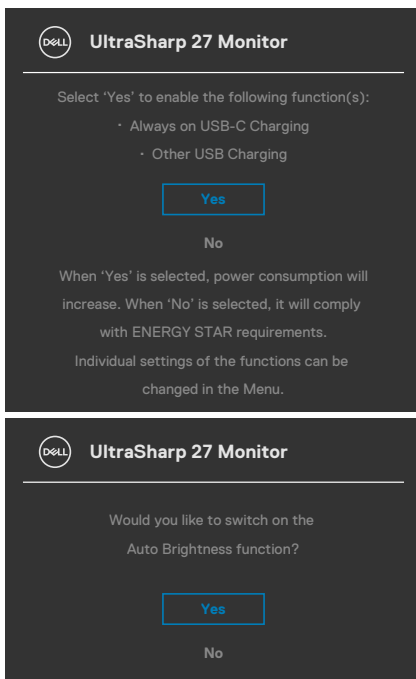 DELL UltraSharp 27 Monitor
Select ‘Yes’ to enable the following function(s):
· Always on USB-C Charging
· Other USB Charging
Yes
No
When ‘Yes’ is selected, power consumption will
increase. When ‘No’ is selected, it will comply
with ENERGY STAR requirements.
Individual settings of the functions can be
changed in the Menu.
DELL UltraSharp 27 Monitor
Would you like to switch on the
Auto Brightness function?
Yes
No